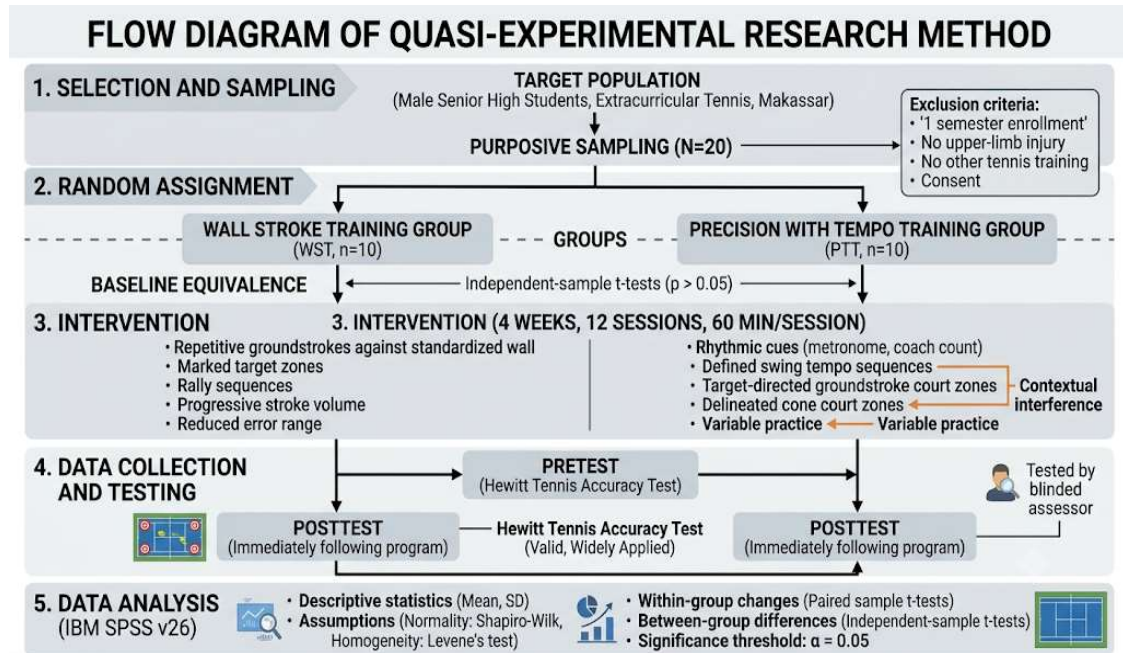 FLOW DIAGRAM OF QUASI-EXPERIMENTAL RESEARCH METHOD
1. SELECTION AND SAMPLING
TARGET POPULATION
(Male Senior High Students, Extracurricular Tennis, Makassar)
PURPOSIVE SAMPLING (N=20)
Exclusion criteria:
• '1 semester enrollment'
• No upper-limb injury
• No other tennis training
• Consent
2. RANDOM ASSIGNMENT
WALL STROKE TRAINING GROUP
(WST, n=10)
GROUPS
PRECISION WITH TEMPO TRAINING GROUP
(PTT, n=10)
BASELINE EQUIVALENCE
Independent-sample t-tests (p > 0.05)
3. INTERVENTION
3. INTERVENTION (4 WEEKS, 12 SESSIONS, 60 MIN/SESSION)
• Repetitive groundstrokes against standardized wall
• Marked target zones
• Rally sequences
• Progressive stroke volume
• Reduced error range
• Rhythmic cues (metronome, coach count)
• Defined swing tempo sequences
• Target-directed groundstroke court zones
• Delineated cone court zones
• Variable practice
Contextual
interference
Variable practice
4. DATA COLLECTION
AND TESTING
PRETEST
(Hewitt Tennis Accuracy Test)
Tested by
blinded
assessor
POSTTEST
(Immediately following program)
Hewitt Tennis Accuracy Test
(Valid, Widely Applied)
POSTTEST
(Immediately following program)
5. DATA ANALYSIS
(IBM SPSS v26)
• Descriptive statistics (Mean, SD)
• Assumptions (Normality: Shapiro-Wilk,
Homogeneity: Levene's test)
• Within-group changes (Paired sample t-tests)
• Between-group differences (Independent-sample t-tests)
• Significance threshold: α = 0.05